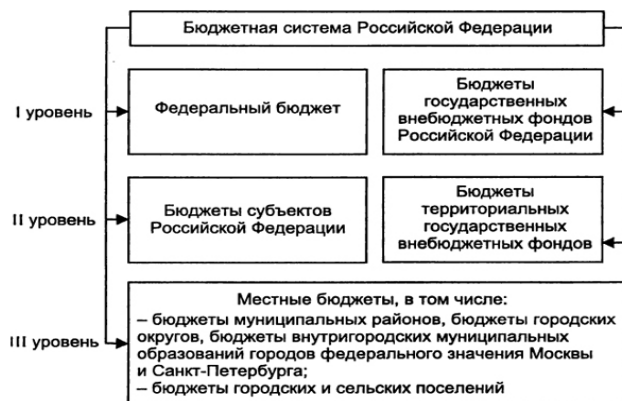 Бюджетная система Российской Федерации
I уровень
Федеральный бюджет
Бюджеты
государственных
внебюджетных фондов
Российской Федерации
II уровень
Бюджеты субъектов
Российской Федерации
Бюджеты
территориальных
государственных
внебюджетных фондов
III уровень
Местные бюджеты, в том числе:
– бюджеты муниципальных районов, бюджеты городских
округов, бюджеты внутригородских муниципальных
образований городов федерального значения Москвы
и Санкт-Петербурга;
– бюджеты городских и сельских поселений